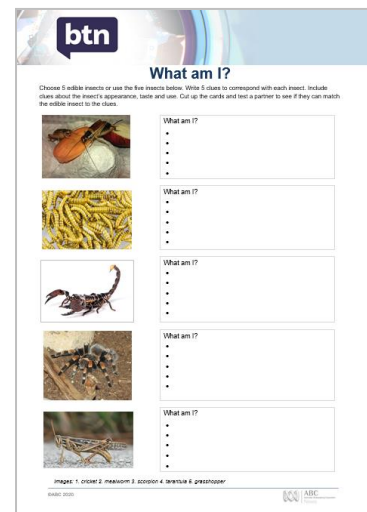 btn
What am I?
Choose 5 edible insects or use the five insects below. Write 5 clues to correspond with each insect. Include
clues about the insect's appearance, taste and use. Cut up the cards and test a partner to see if they can match
the edible insect to the clues.
What am I?
What am I?
What am I?
What am I?
What am I?
Images: 1. cricket 2. mealworm 3. scorpion 4. tarantula 5. grasshopper
©ABC 2020
ABC